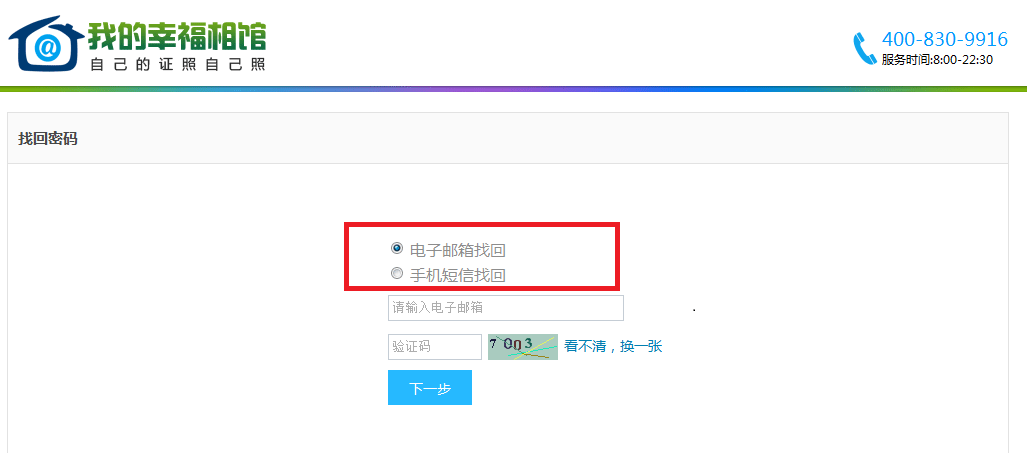 @
我的幸福相馆
自己的证照自己照
400-830-9916
服务时间:8:00-22:30
找回密码
电子邮箱找回
手机短信找回
请输入电子邮箱
验证码 7003 看不清，换一张
下一步